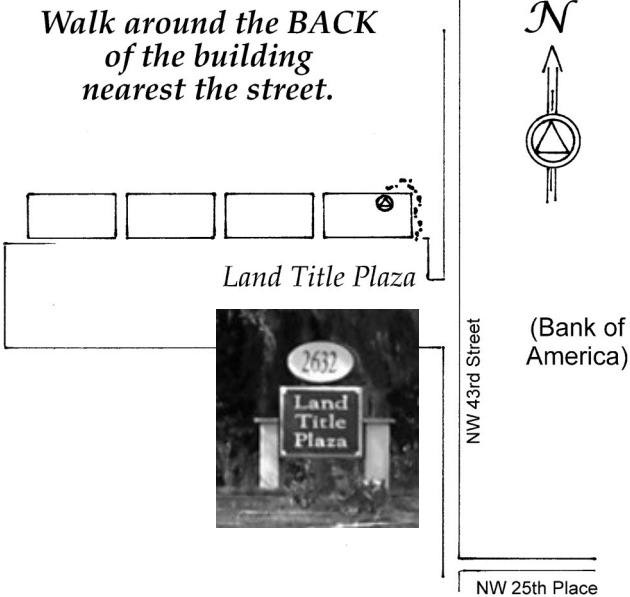 Walk around the BACK
of the building
nearest the street.
N
Land Title Plaza
(Bank of
America)
NW 43rd Street
2632
Land
Title
Plaza
NW 25th Place